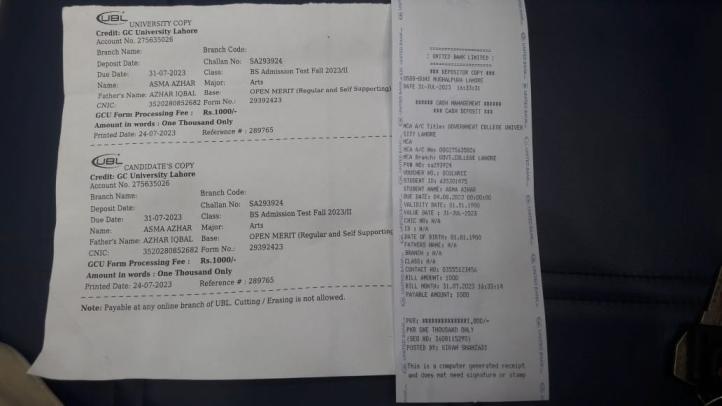 UBL UNIVERSITY COPY
Credit: GC University Lahore
Account No. 275635026
Branch Name: Branch Code:
Deposit Date: Challan No: SA293924
Due Date: 31-07-2023 Class: BS Admission Test Fall 2023/II
Name: ASMA AZHAR Major: Arts
Father's Name: AZHAR IQBAL Base: OPEN MERIT (Regular and Self Supporting)
CNIC: 3520280852682 Form No.: 29392423
GCU Form Processing Fee : Rs.1000/-
Amount in words : One Thousand Only
Printed Date: 24-07-2023 Reference # : 289765
UBL CANDIDATE'S COPY
Credit: GC University Lahore
Account No. 275635026
Branch Name: Branch Code:
Deposit Date: Challan No: SA293924
Due Date: 31-07-2023 Class: BS Admission Test Fall 2023/II
Name: ASMA AZHAR Major: Arts
Father's Name: AZHAR IQBAL Base: OPEN MERIT (Regular and Self Supporting
CNIC: 3520280852682 Form No.: 29392423
GCU Form Processing Fee : Rs.1000/-
Amount in words : One Thousand Only
Printed Date: 24-07-2023 Reference # : 289765
Note: Payable at any online branch of UBL. Cutting / Erasing is not allowed.
: UNITED BANK LIMITED :
### DEPOSITOR COPY ###
MUGHALPURA LAHORE
DATE 31-JUL-2023 16:33:31
###### CASH MANAGEMENT ######
### CASH DEPOSIT ###
MCA A/C Title: GOVERNMENT COLLEGE UNIVER
SITY LAHORE
MCA
MCA A/C No: 000275635026
MCA Branch: GOVT.COLLEGE LAHORE
sa293924
VOUCHER NO.:
STUDENT ID:
STUDENT NAME: ASMA AZHAR
DUE DATE: 04.08.2023 00:00:00
VALIDITY DATE: 01.01.1900
VALUE DATE : 31-JUL-2023
CNIC NO: N/A
ID : N/A
DATE OF BIRTH: 01.01.1900
FATHERS NAME: N/A
BRANCH : N/A
CLASS: N/A
CONTACT NO: 03555123456
BILL AMOUNT: 1000
BILL MONTH: 31.07.2023 16:33:14
PAYABLE AMOUNT: 1000
PKR: 1,000/=
PKR ONE THOUSAND ONLY
(SEQ NO: 3608115295)
POSTED BY: KIRAN SHAHZADI
This is a computer generated receipt
and does not need signature or stamp